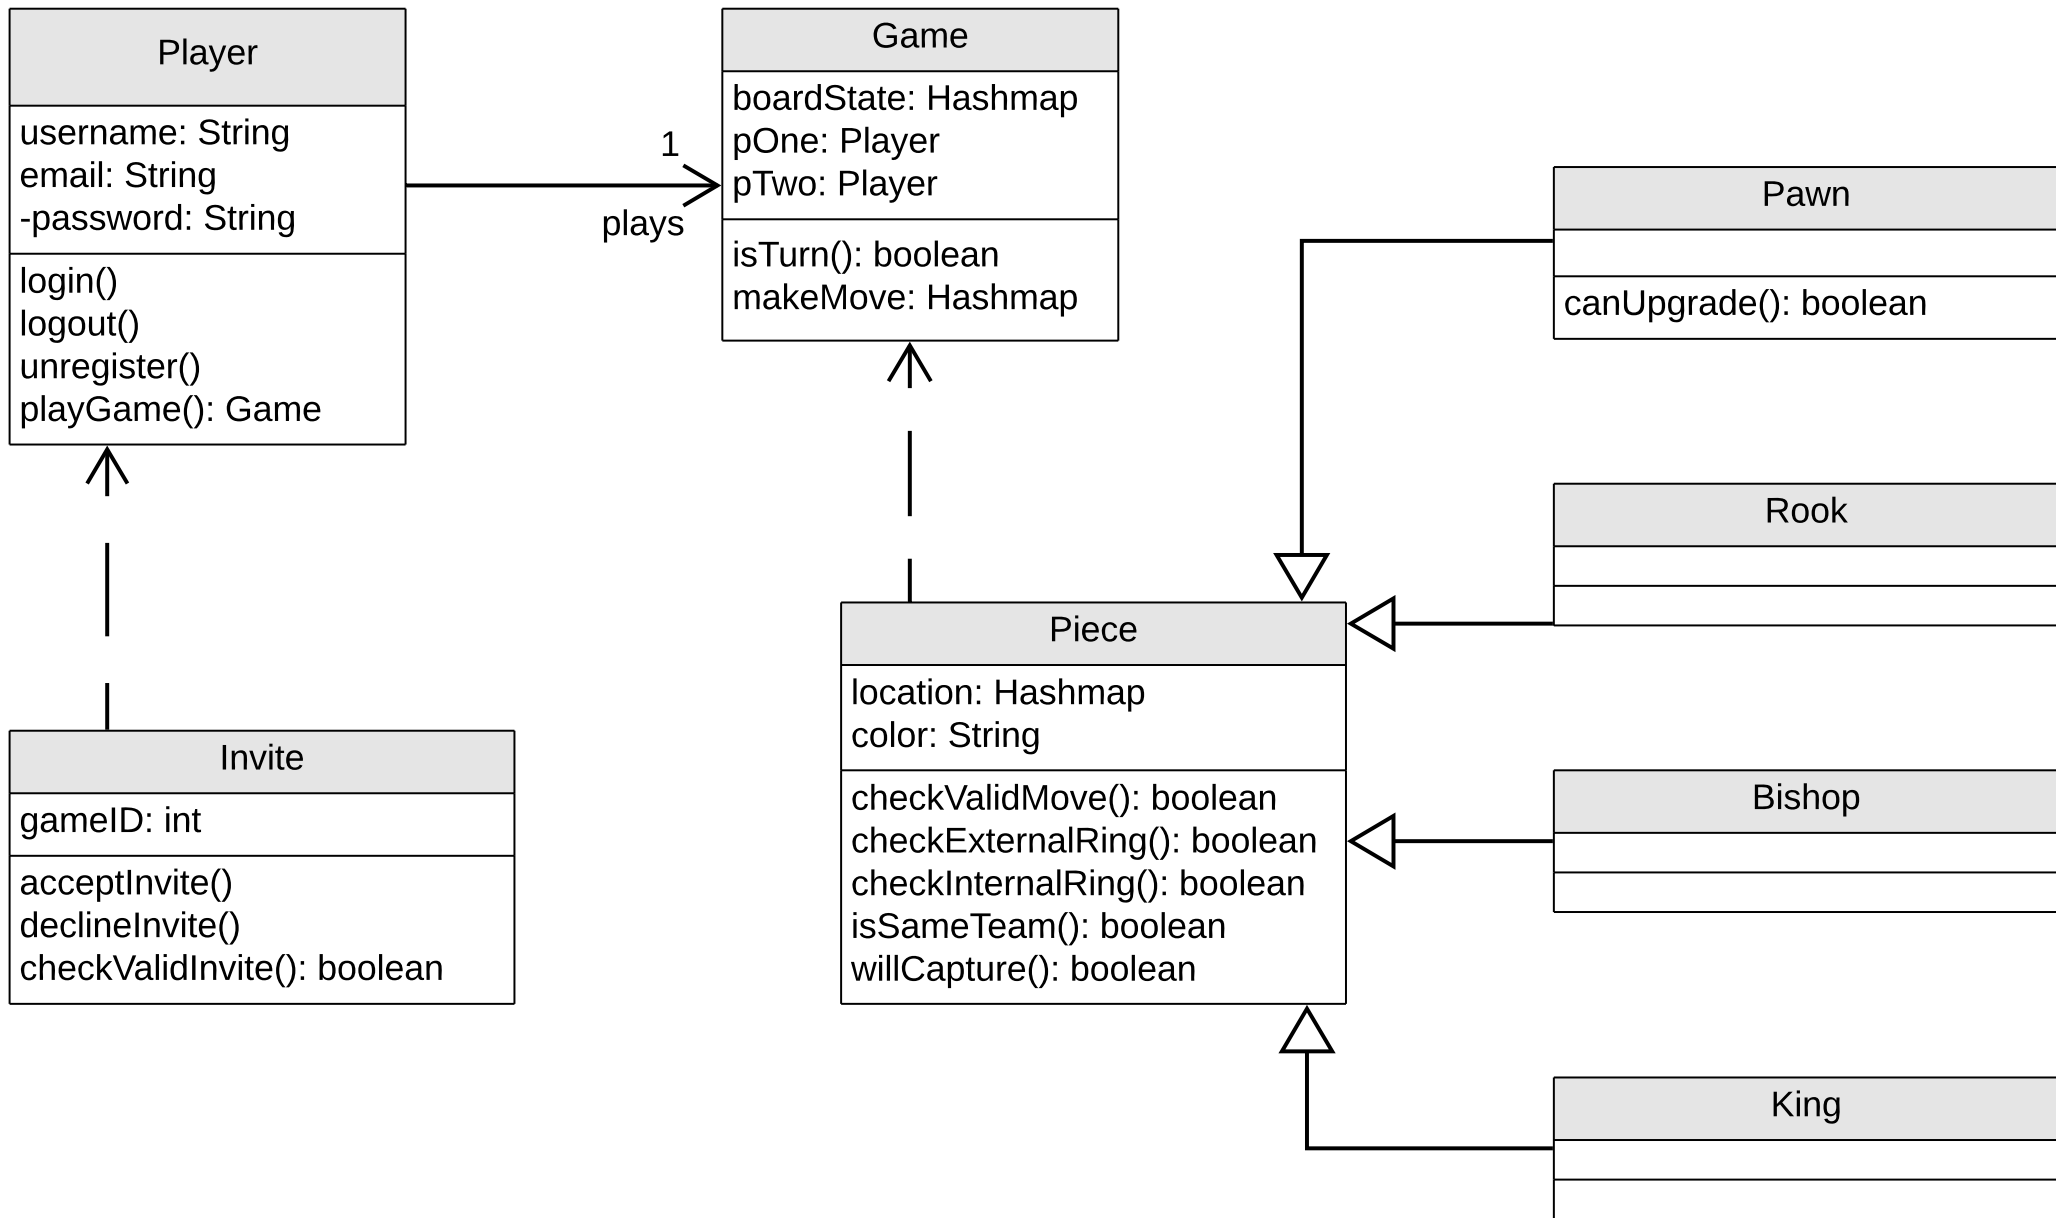 Player
username: String
email: String
-password: String
login()
logout()
unregister()
playGame(): Game
1
plays
Game
boardState: Hashmap
pOne: Player
pTwo: Player
isTurn(): boolean
makeMove: Hashmap
Pawn
canUpgrade(): boolean
Rook
Piece
location: Hashmap
color: String
checkValidMove(): boolean
checkExternalRing(): boolean
checkInternalRing(): boolean
isSameTeam(): boolean
willCapture(): boolean
Invite
gameID: int
acceptInvite()
declineInvite()
checkValidInvite(): boolean
Bishop
King